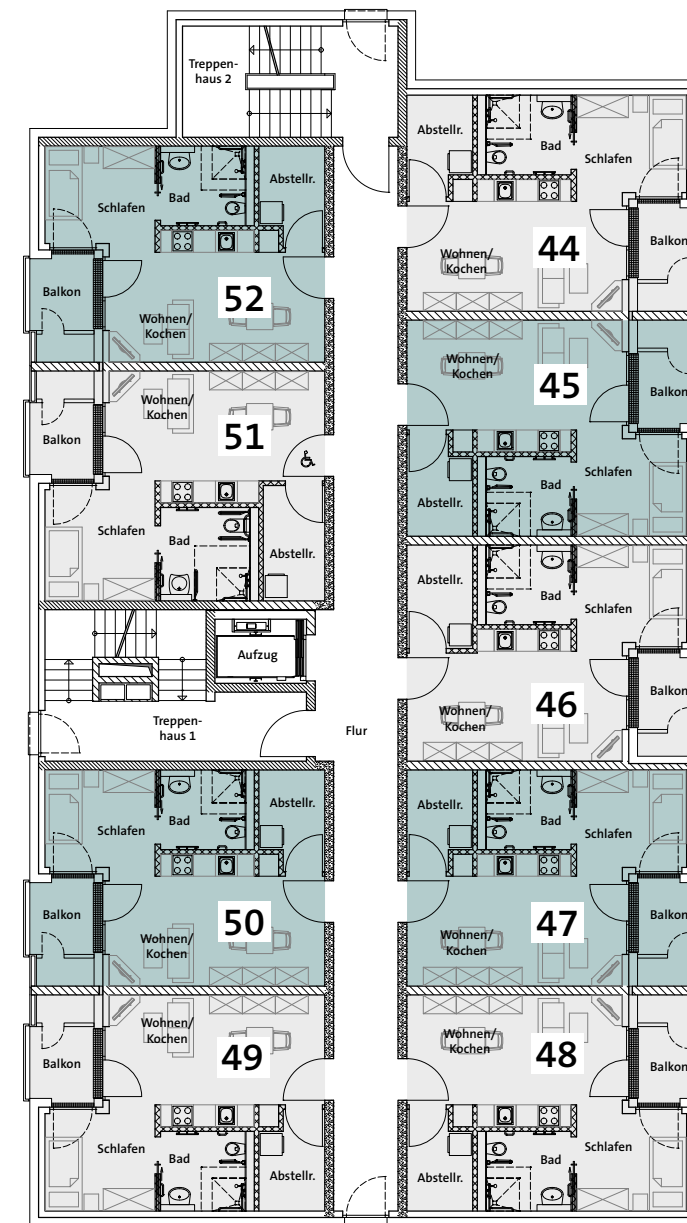 Treppen-
haus 2
Abstellr.
Bad
Schlafen
Wohnen/
Kochen
44
Balkon
Schlafen
Bad
Abstellr.
Balkon
Wohnen/
Kochen
52
Wohnen/
Kochen
45
Balkon
Abstellr.
Bad
Schlafen
Wohnen/
Kochen
51
Balkon
Schlafen
Bad
Abstellr.
Abstellr.
Bad
Schlafen
Wohnen/
Kochen
46
Balkon
Aufzug
Treppen-
haus 1
Flur
Schlafen
Bad
Abstellr.
Balkon
Wohnen/
Kochen
50
Abstellr.
Bad
Schlafen
Wohnen/
Kochen
47
Balkon
Wohnen/
Kochen
49
Balkon
Schlafen
Bad
Abstellr.
Wohnen/
Kochen
48
Balkon
Abstellr.
Bad
Schlafen